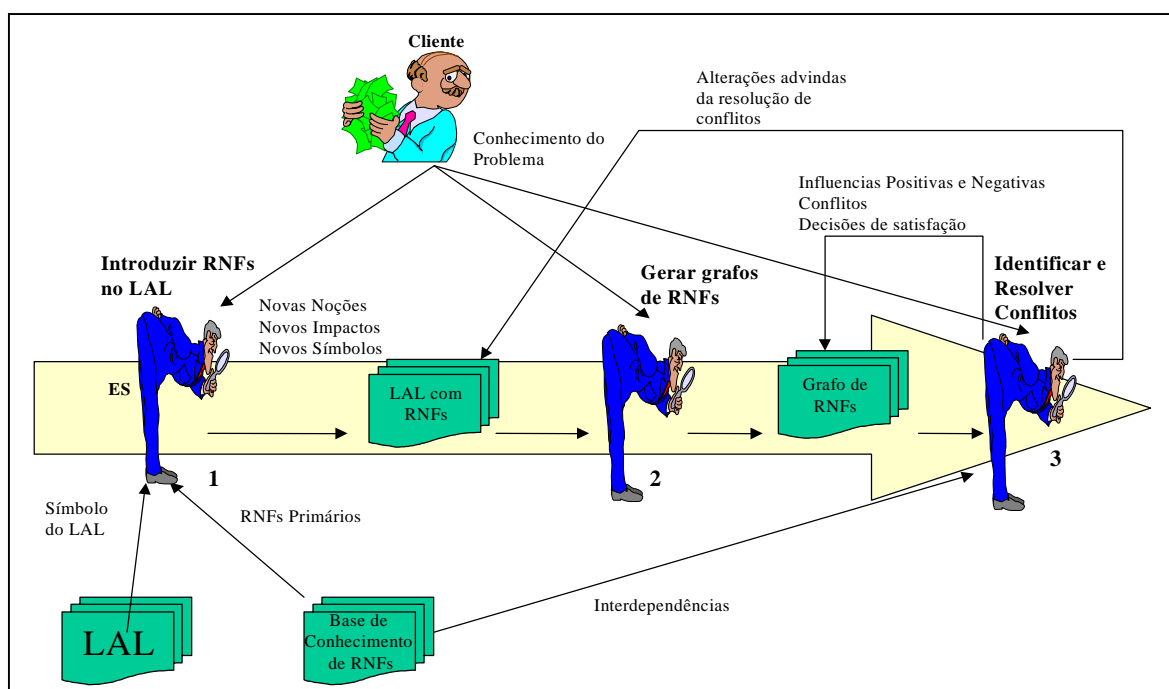 Cliente
Alterações advindas
da resolução de
conflitos
Conhecimento do
Problema
Influencias Positivas e Negativas
Conflitos
Decisões de satisfação
Introduzir RNFs
no LAL
Gerar grafos
de RNFs
Identificar e
Resolver
Conflitos
Novas Noções
Novos Impactos
Novos Símbolos
ES
LAL com
RNFs
Grafo de
RNFs
1
2
3
Símbolo
do LAL
RNFs Primários
Interdependências
LAL
Base de
Conhecimento
de RNFs